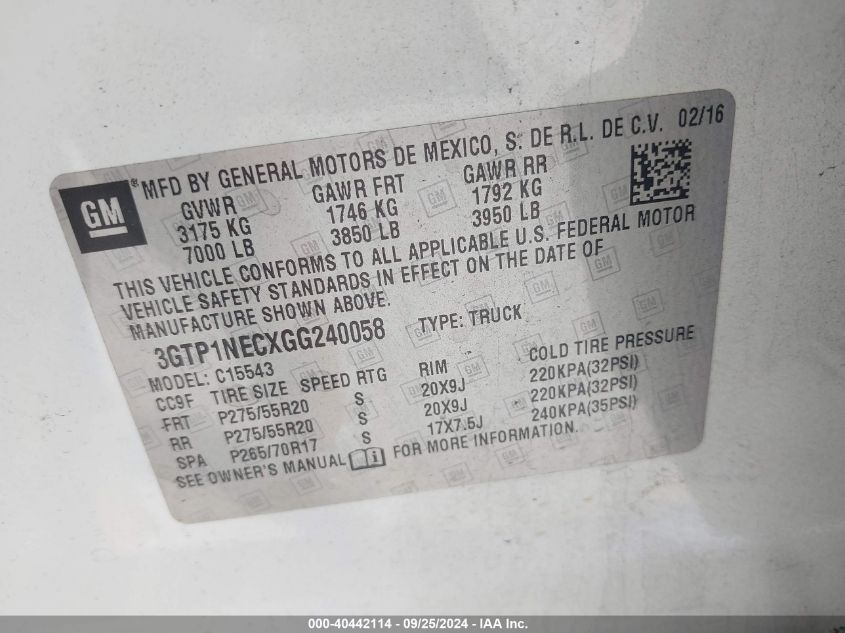 GM ® MFD BY GENERAL MOTORS DE MEXICO, S. DE R.L. DE C.V. 02/16
GVWR GAWR FRT GAWR RR
3175 KG 1746 KG 1792 KG
7000 LB 3850 LB 3950 LB
THIS VEHICLE CONFORMS TO ALL APPLICABLE U.S. FEDERAL MOTOR
VEHICLE SAFETY STANDARDS IN EFFECT ON THE DATE OF
MANUFACTURE SHOWN ABOVE.
3GTP1NECXGG240058 TYPE: TRUCK
MODEL: C15543
CC9F TIRE SIZE SPEED RTG RIM COLD TIRE PRESSURE
FRT P275/55R20 S 20X9J 220KPA(32PSI)
RR P275/55R20 S 20X9J 220KPA(32PSI)
SPA P265/70R17 S 17X7.5J 240KPA(35PSI)
SEE OWNER'S MANUAL FOR MORE INFORMATION.
000-40442114 - 09/25/2024 - IAA Inc.